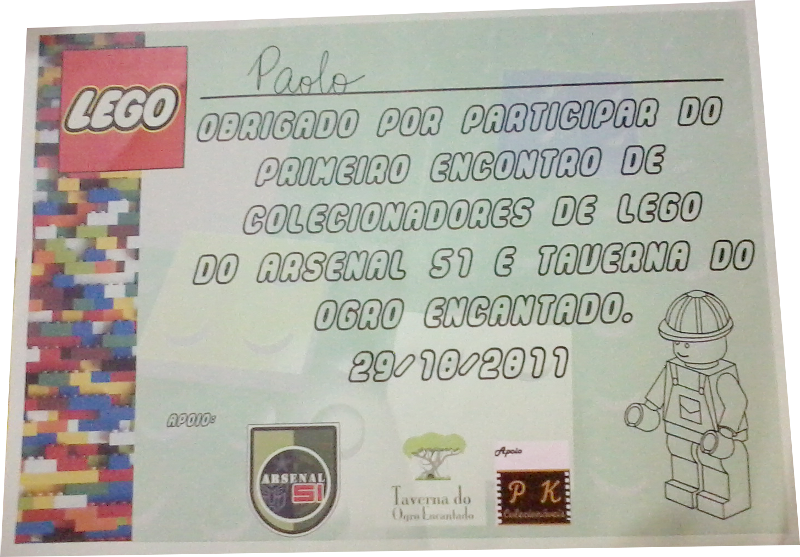 LEGO
Paolo
OBRIGADO POR PARTICIPAR DO
PRIMEIRO ENCONTRO DE
COLECIONADORES DE LEGO
DO ARSENAL 51 E TAVERNA DO
OGRO ENCANTADO.
29/10/2011
APOIO:
ARSENAL
51
Taverna do
Ogro Encantado
Apoio
P K
Colecionáveis